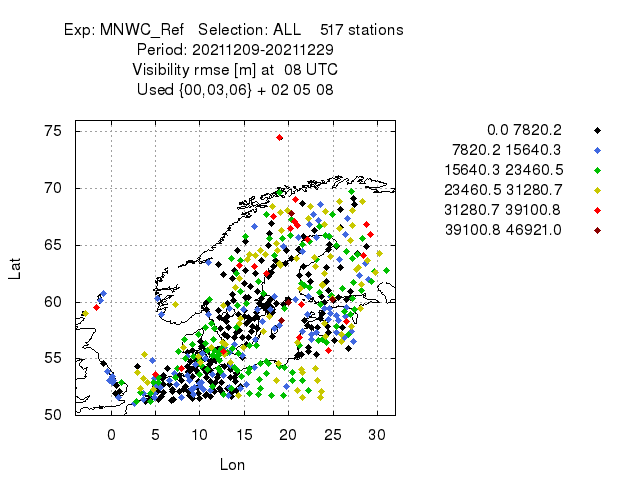 Exp: MNWC_Ref   Selection: ALL    517 stations
Period: 20211209-20211229
Visibility rmse [m] at  08 UTC
Used {00,03,06} + 02 05 08
0.0 7820.2
7820.2 15640.3
15640.3 23460.5
23460.5 31280.7
31280.7 39100.8
39100.8 46921.0
75
70
65
60
55
50
Lat
0 5 10 15 20 25 30
Lon